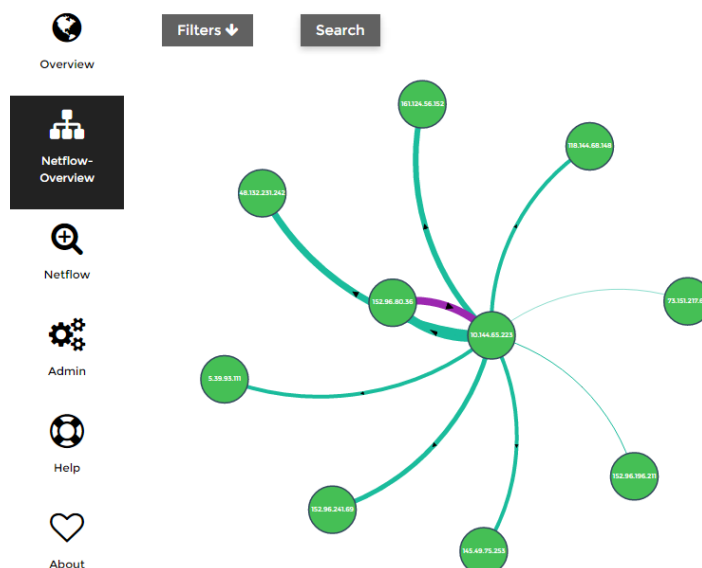 Filters
Search
Overview
Netflow-
Overview
Netflow
Admin
Help
About
161.124.56.152
118.144.68.148
48.132.231.242
152.96.80.36
10.144.65.223
5.39.93.111
152.96.196.211
152.96.241.69
145.49.75.253